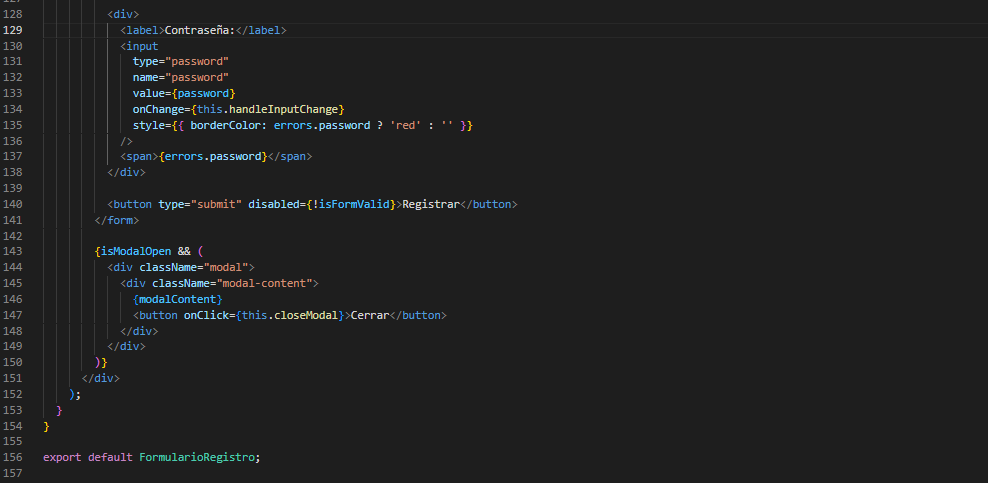 127
128 <div>
129 <label>Contraseña:</label>
130 <input
131 type="password"
132 name="password"
133 value={password}
134 onChange={this.handleInputChange}
135 style={{ borderColor: errors.password ? 'red' : '' }}
136 />
137 <span>{errors.password}</span>
138 </div>
139
140 <button type="submit" disabled={!isFormValid}>Registrar</button>
141 </form>
142
143 {isModalOpen && (
144 <div className="modal">
145 <div className="modal-content">
146 {modalContent}
147 <button onClick={this.closeModal}>Cerrar</button>
148 </div>
149 </div>
150 )}
151 </div>
152 );
153 }
154 }
155
156 export default FormularioRegistro;
157